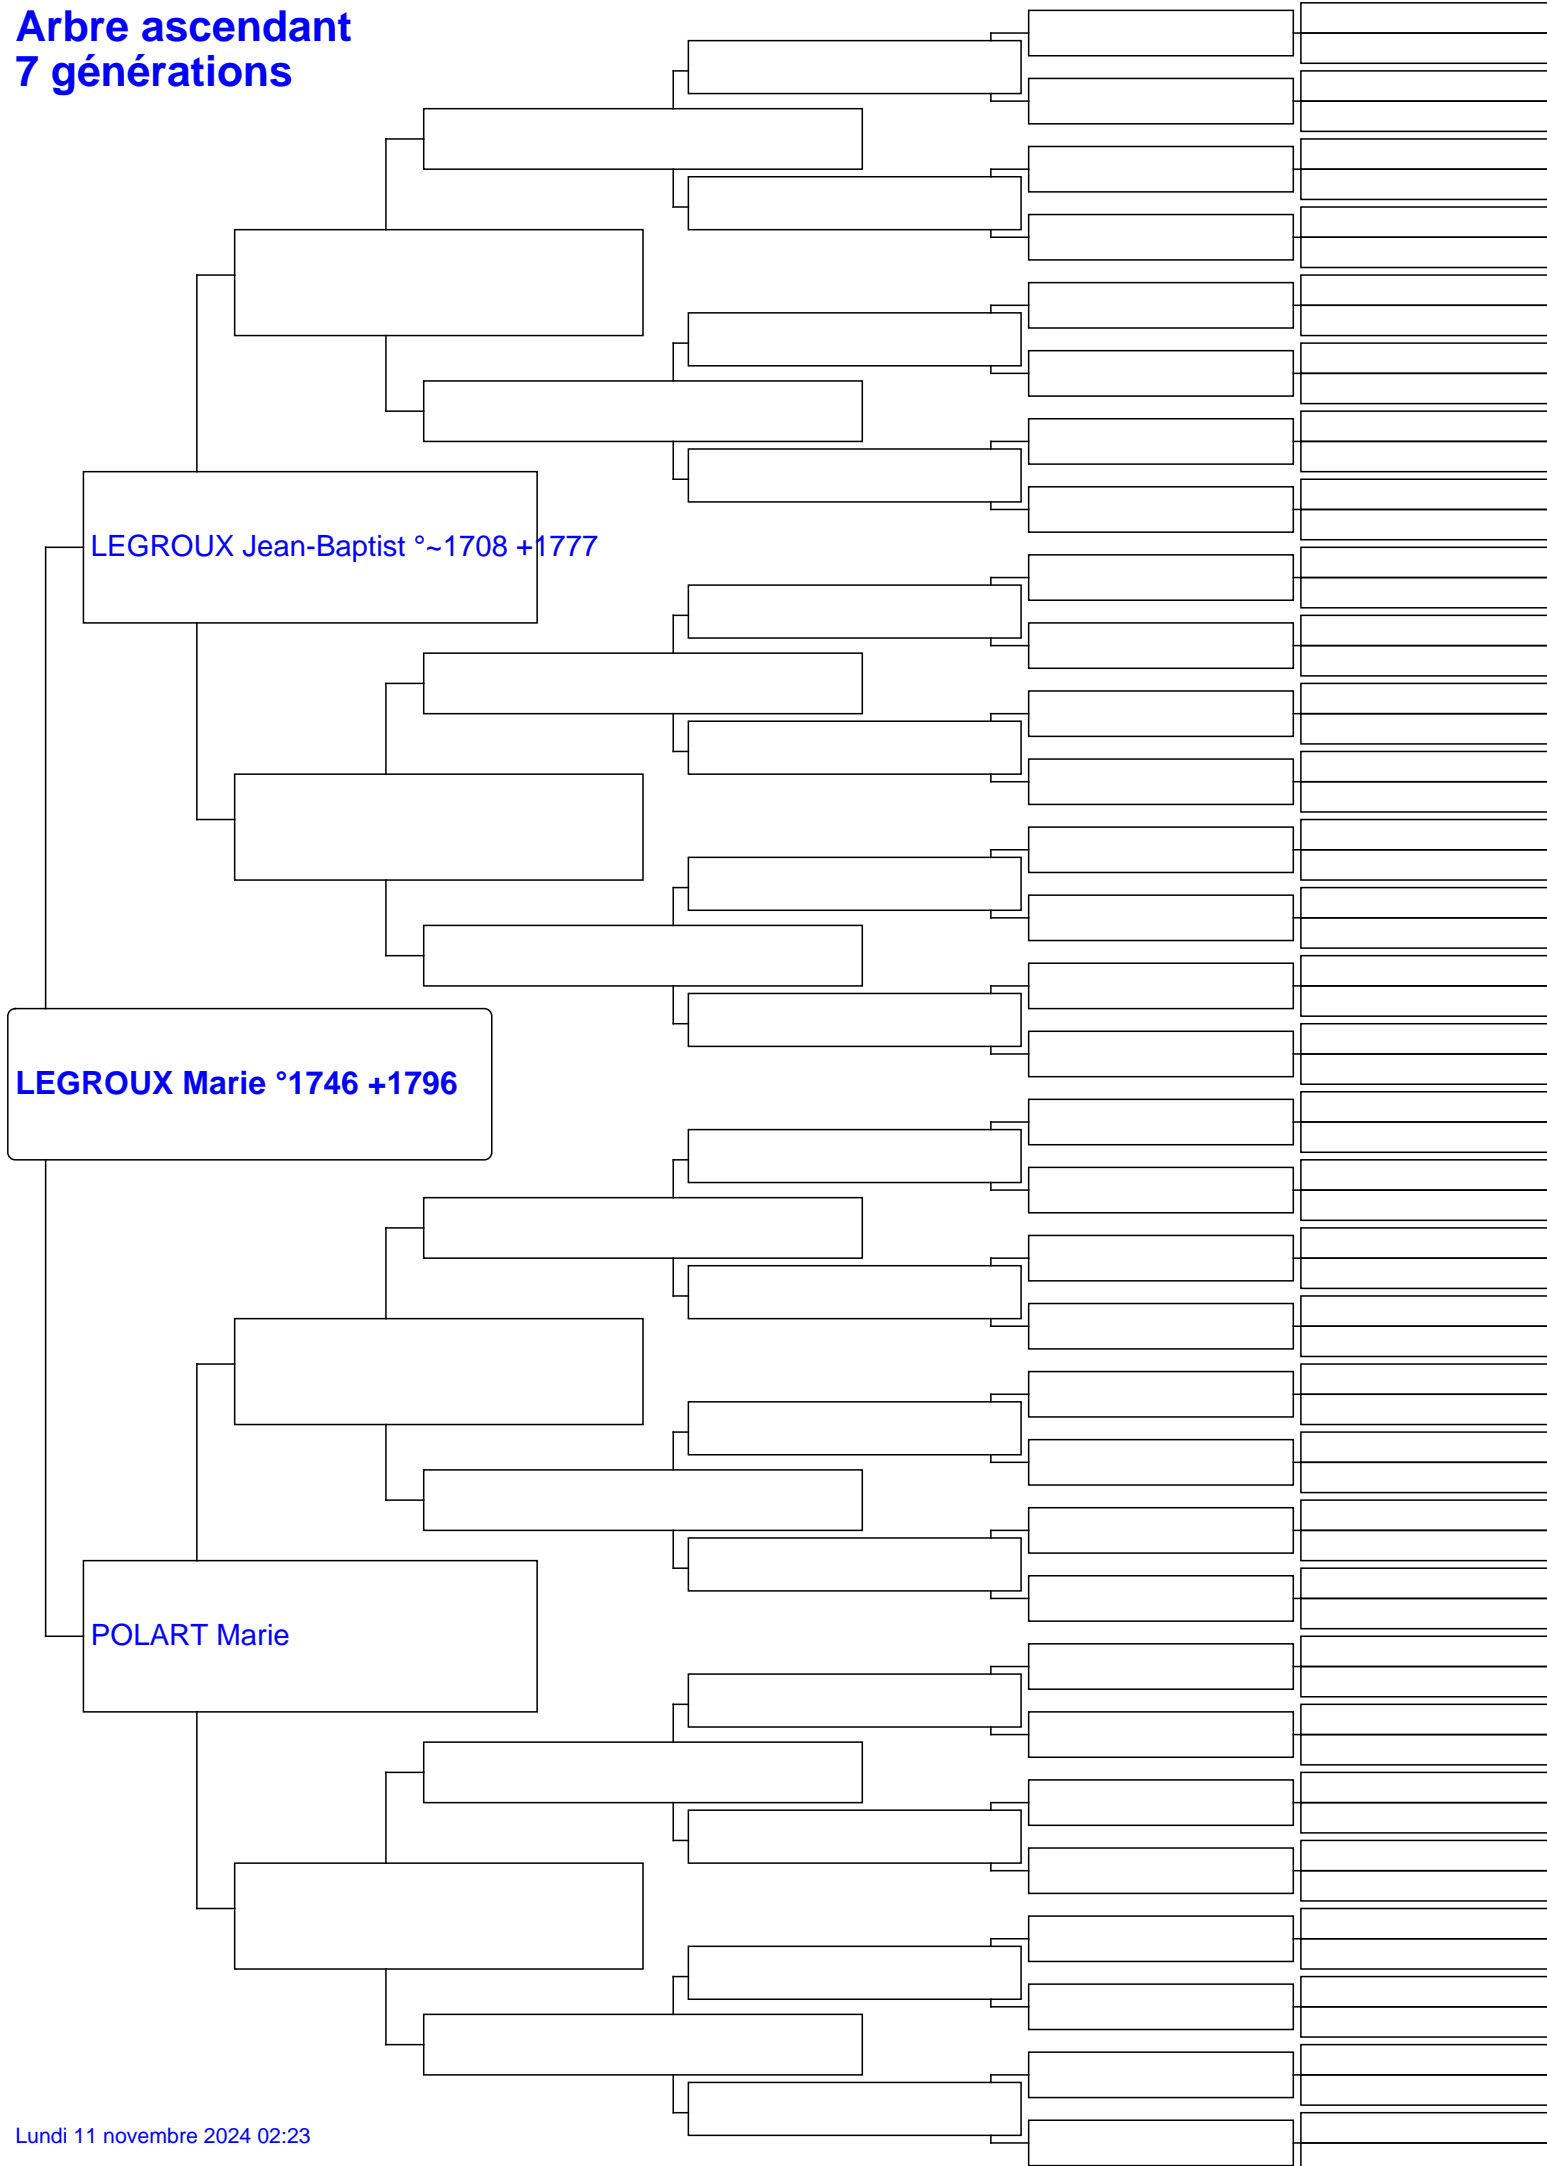 Arbre ascendant
7 générations
LEGROUX Jean-Baptist °~1708 +1777
LEGROUX Marie °1746 +1796
POLART Marie
Lundi 11 novembre 2024 02:23